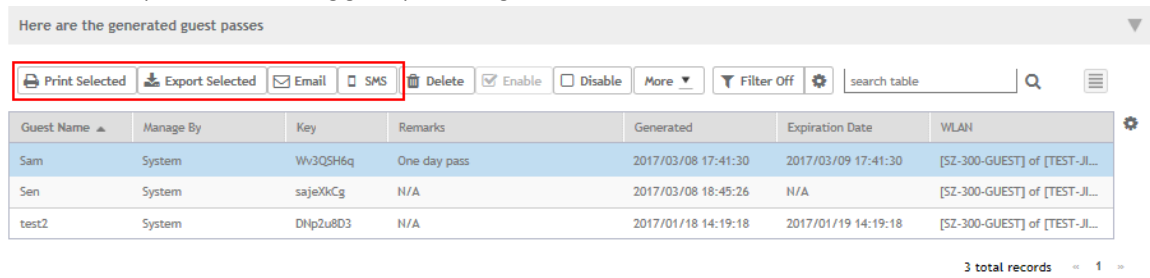 Here are the generated guest passes
Print Selected Export Selected Email SMS Delete Enable Disable More Filter Off search table
Guest Name Manage By Key Remarks Generated Expiration Date WLAN
Sam System Wv3QSH6q One day pass 2017/03/08 17:41:30 2017/03/09 17:41:30 [SZ-300-GUEST] of [TEST-JI...
Sen System sajeXkCg N/A 2017/03/08 18:45:26 N/A [SZ-300-GUEST] of [TEST-JI...
test2 System DNp2u8D3 N/A 2017/01/18 14:19:18 2017/01/19 14:19:18 [SZ-300-GUEST] of [TEST-JI...
3 total records « 1 »